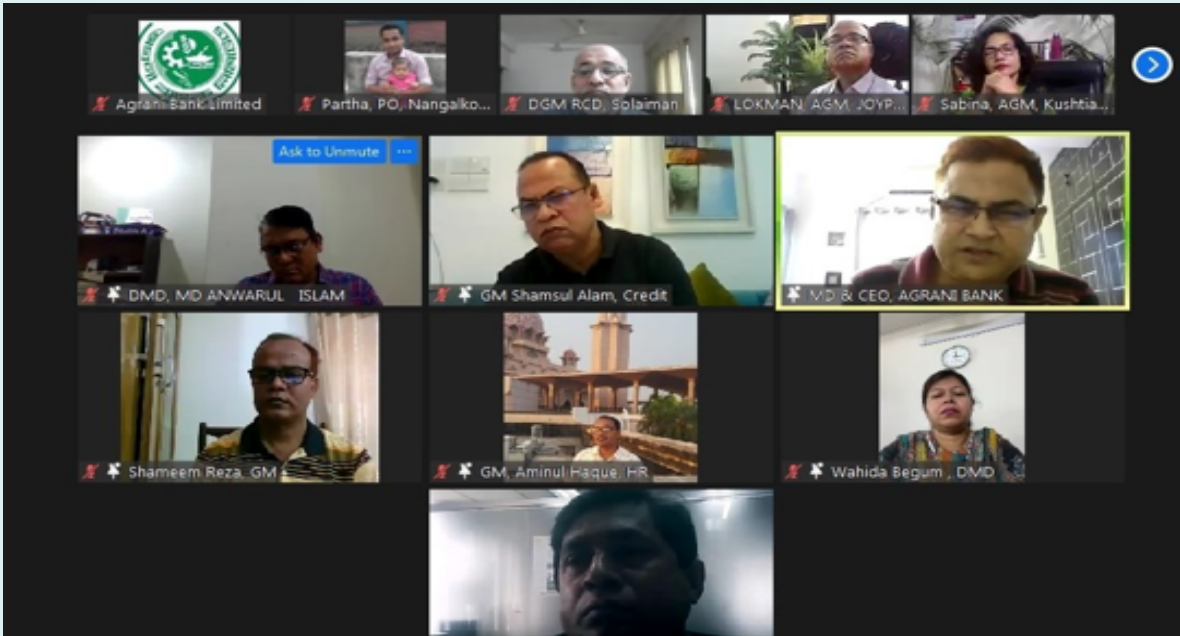 Agrani Bank Limited
Partha, PO, Nangalko...
DGM RCD, Solaiman
LOKMAN AGM, JOYP...
Sabina, AGM, Kushtia...
Ask to Unmute ...
DMD, MD ANWARUL ISLAM
GM Shamsul Alam, Credit
MD & CEO, AGRANI BANK
Shameem Reza, GM
GM, Aminul Haque, HR
Wahida Begum , DMD